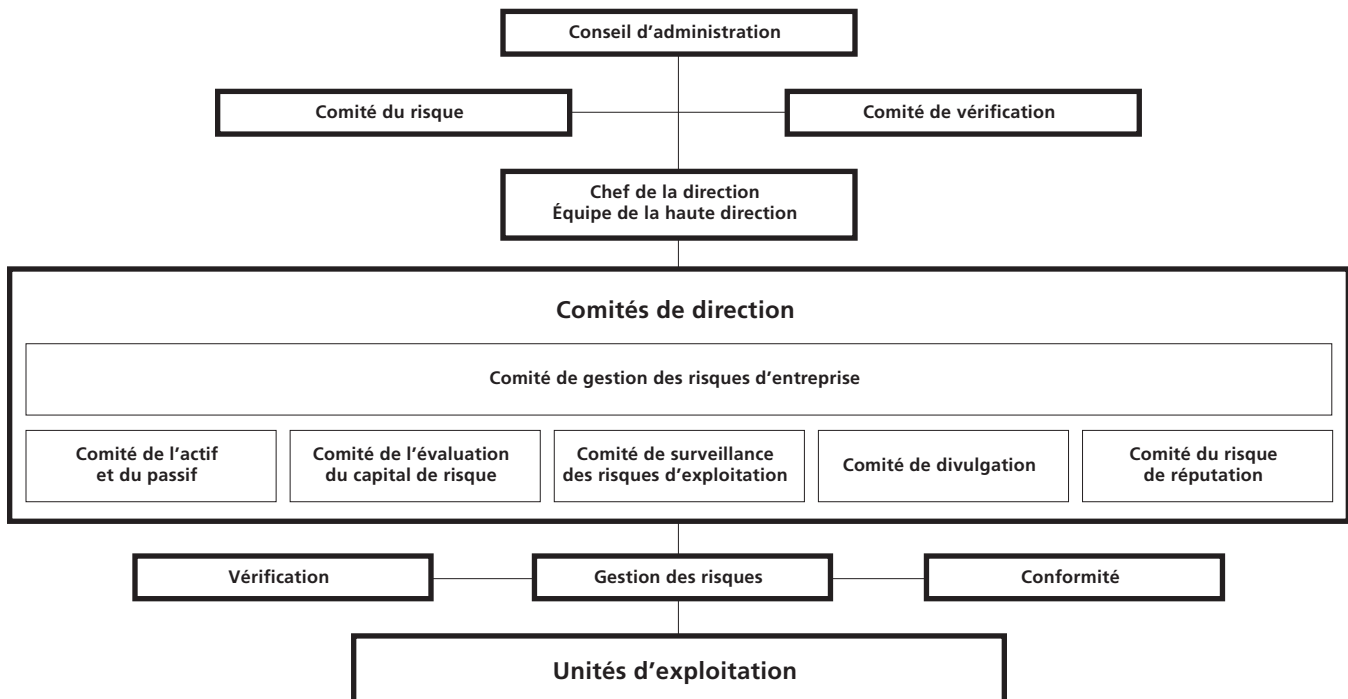 Conseil d'administration
Comité du risque
Comité de vérification
Chef de la direction
Équipe de la haute direction
Comités de direction
Comité de gestion des risques d'entreprise
Comité de l'actif
et du passif
Comité de l'évaluation
du capital de risque
Comité de surveillance
des risques d'exploitation
Comité de divulgation
Comité du risque
de réputation
Vérification
Gestion des risques
Conformité
Unités d'exploitation